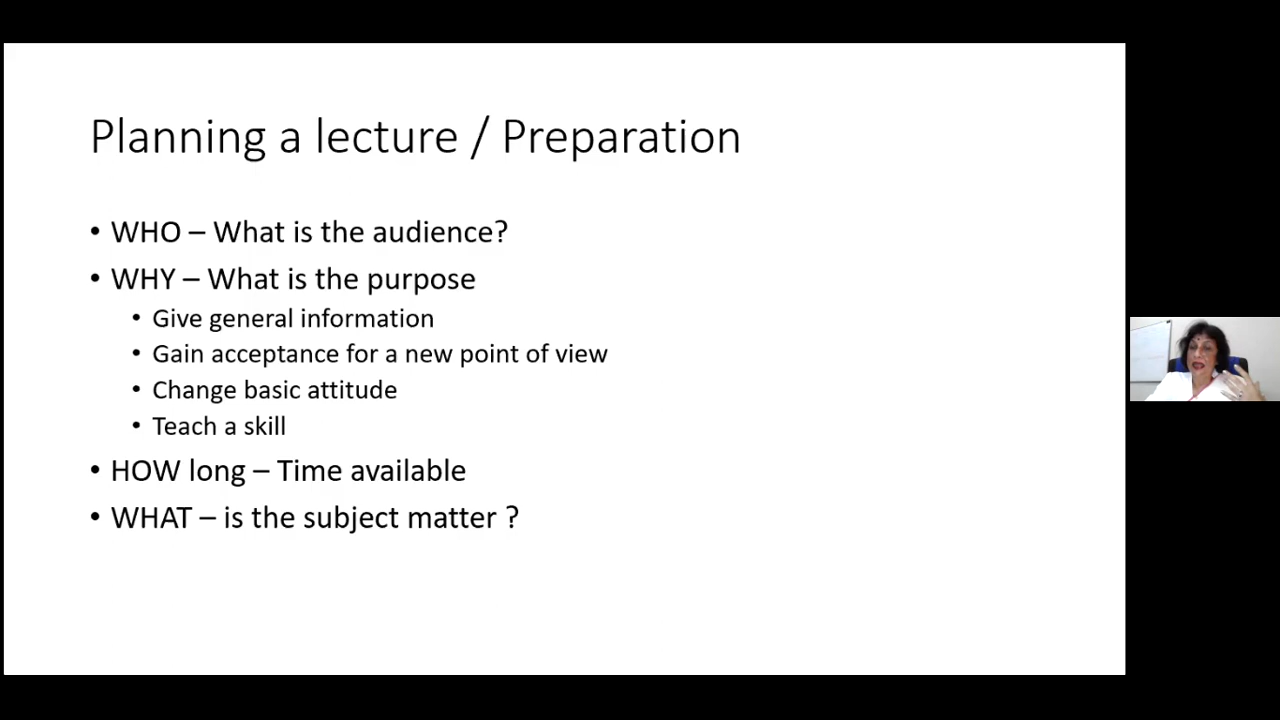 Planning a lecture / Preparation
• WHO – What is the audience?
• WHY – What is the purpose
• Give general information
• Gain acceptance for a new point of view
• Change basic attitude
• Teach a skill
• HOW long – Time available
• WHAT – is the subject matter ?